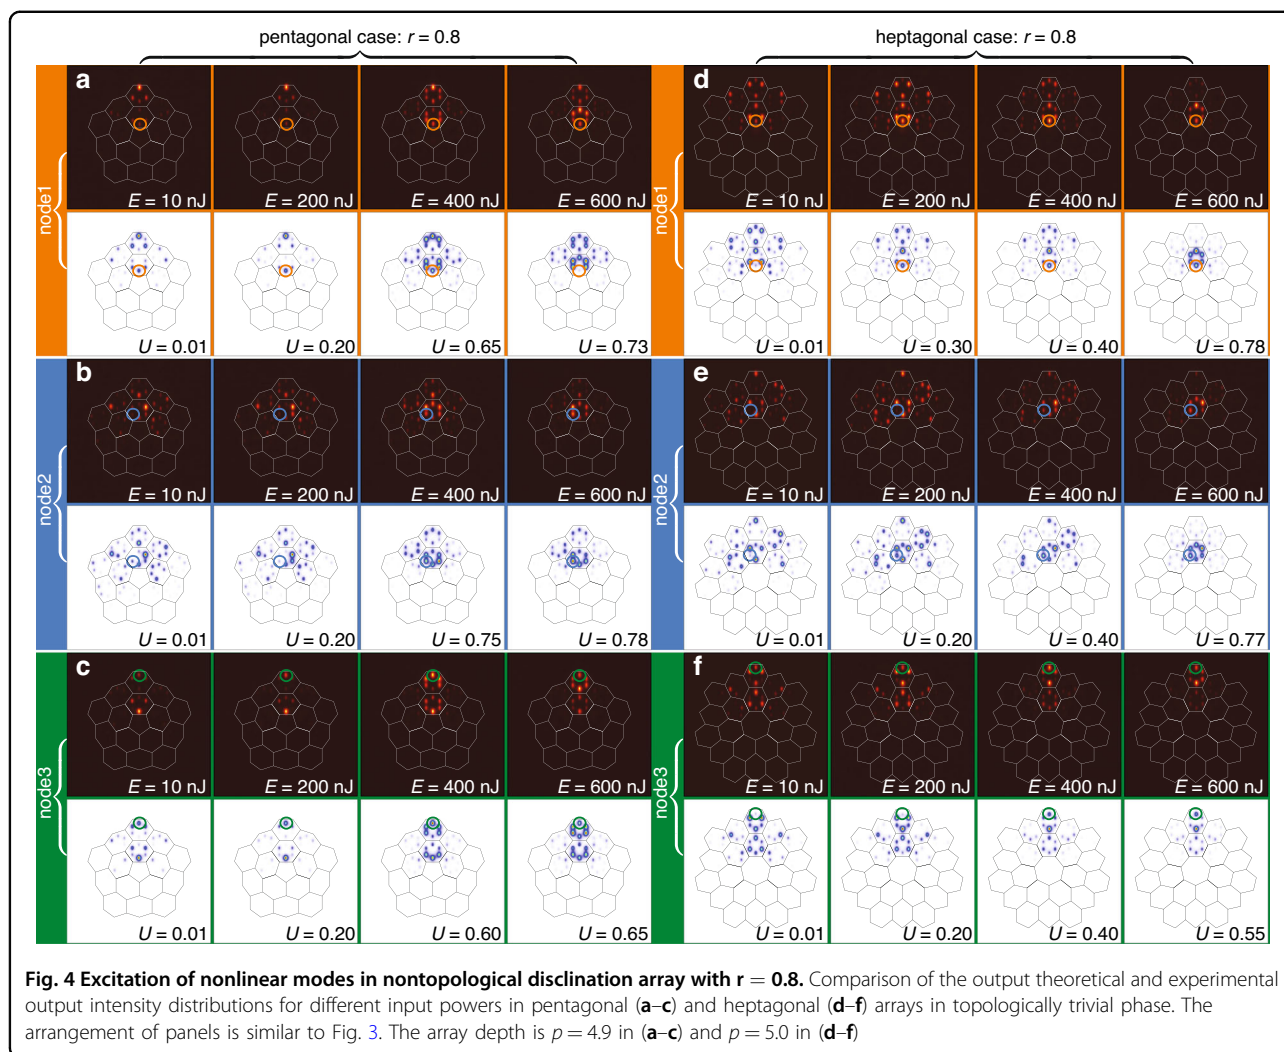 pentagonal case: r = 0.8
heptagonal case: r = 0.8
node1
a
E = 10 nJ
E = 200 nJ
E = 400 nJ
E = 600 nJ
U = 0.01
U = 0.20
U = 0.65
U = 0.73
node1
d
E = 10 nJ
E = 200 nJ
E = 400 nJ
E = 600 nJ
U = 0.01
U = 0.30
U = 0.40
U = 0.78
node2
b
E = 10 nJ
E = 200 nJ
E = 400 nJ
E = 600 nJ
U = 0.01
U = 0.20
U = 0.75
U = 0.78
node2
e
E = 10 nJ
E = 200 nJ
E = 400 nJ
E = 600 nJ
U = 0.01
U = 0.20
U = 0.40
U = 0.77
node3
c
E = 10 nJ
E = 200 nJ
E = 400 nJ
E = 600 nJ
U = 0.01
U = 0.20
U = 0.60
U = 0.65
node3
f
E = 10 nJ
E = 200 nJ
E = 400 nJ
E = 600 nJ
U = 0.01
U = 0.20
U = 0.40
U = 0.55
Fig. 4 Excitation of nonlinear modes in nontopological disclination array with r = 0.8. Comparison of the output theoretical and experimental
output intensity distributions for different input powers in pentagonal (a–c) and heptagonal (d–f) arrays in topologically trivial phase. The
arrangement of panels is similar to Fig. 3. The array depth is p = 4.9 in (a–c) and p = 5.0 in (d–f)